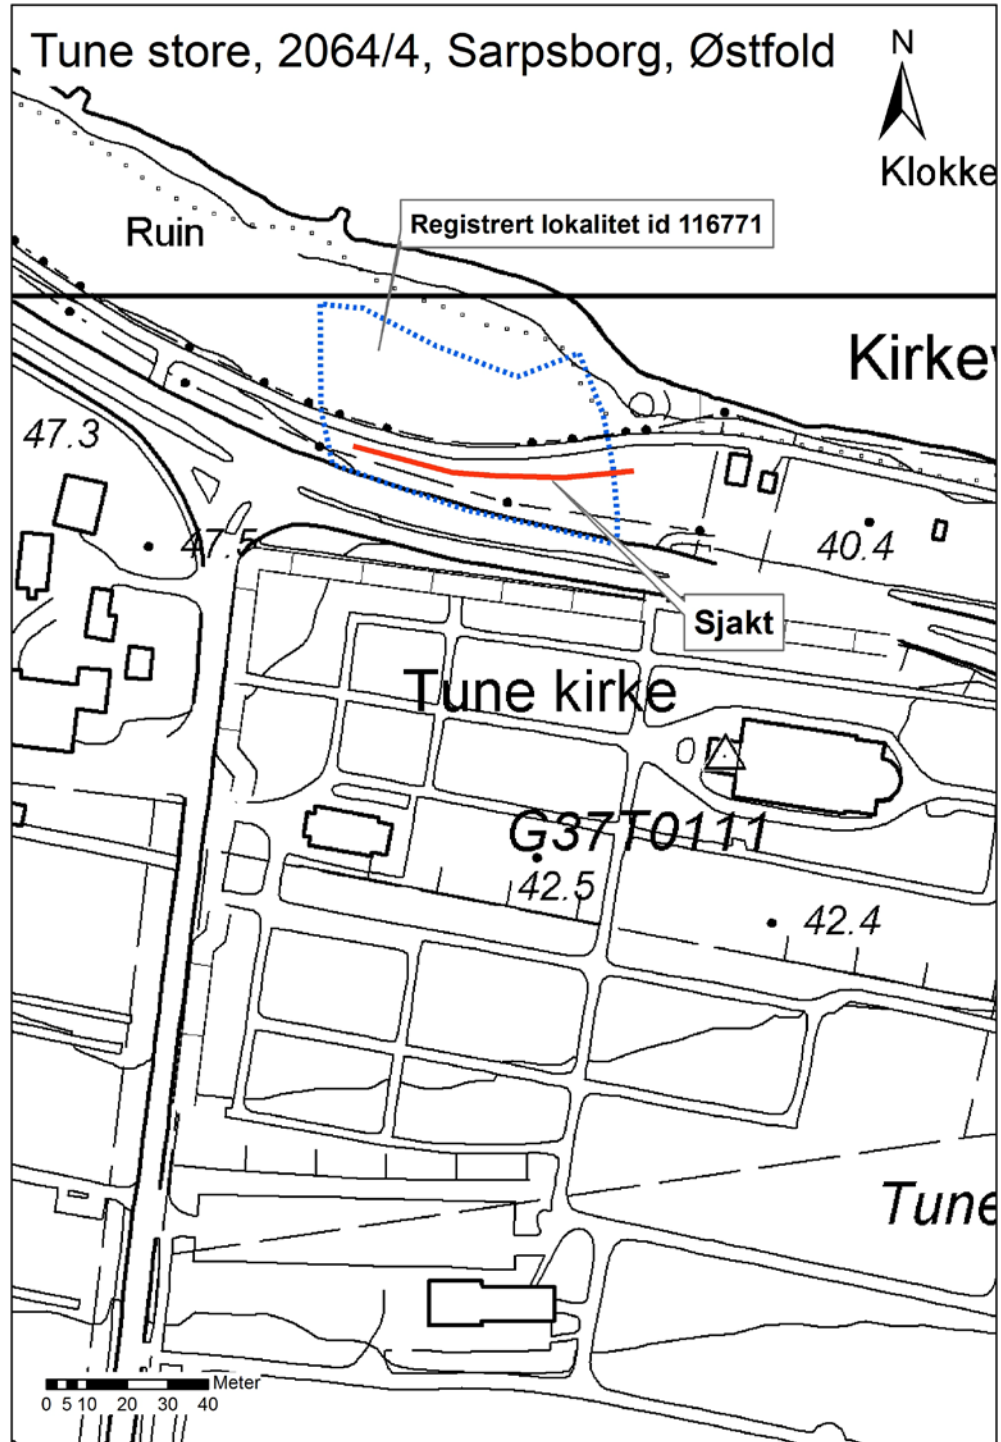 Tune store, 2064/4, Sarpsborg, Østfold
N
Klokke
Registrert lokalitet id 116771
Ruin
Kirkev
47.3
47.5
40.4
Sjakt
Tune kirke
G37T0111
42.5
42.4
Tune
Meter
0 5 10 20 30 40